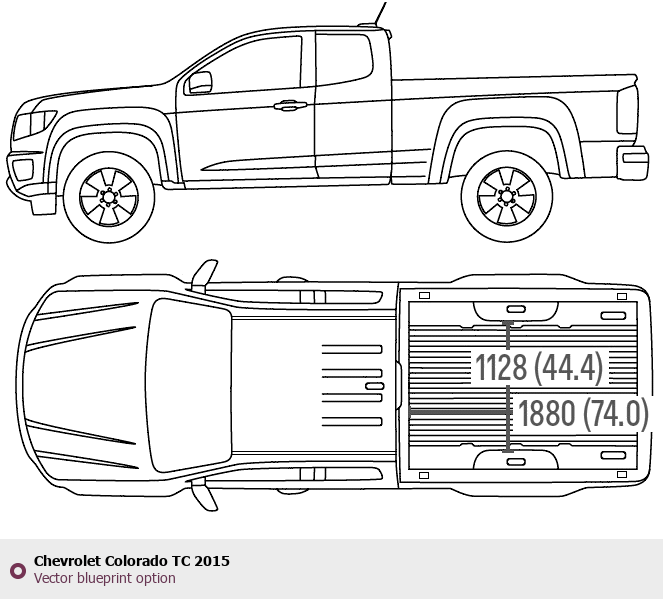 1128 (44.4)
1880 (74.0)
Chevrolet Colorado TC 2015
Vector blueprint option